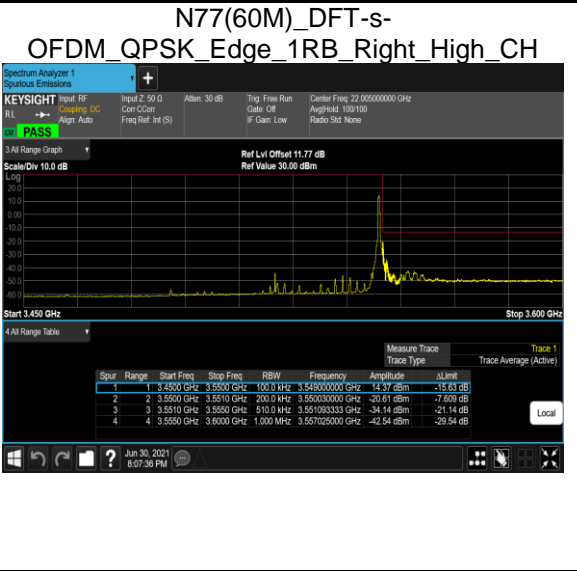 N77(60M)_DFT-s-
OFDM_QPSK_Edge_1RB_Right_High_CH
Spectrum Analyzer 1
Spurious Emissions
+
KEYSIGHT Input: RF Input Z: 50 Ω Atten: 30 dB Trig: Free Run Center Freq: 22.005000000 GHz
RL Coupling: DC Corr CCorr Gate: Off Avg|Hold: 100/100
Align: Auto Freq Ref: Int (S) IF Gain: Low Radio Std: None
PASS
3 All Range Graph
Ref Lvl Offset 11.77 dB
Scale/Div 10.0 dB Ref Value 30.00 dBm
Log
20.0
10.0
0.00
-10.0
-20.0
-30.0
-40.0
-50.0
-60.0
Start 3.450 GHz Stop 3.600 GHz
4 All Range Table
Measure Trace Trace 1
Trace Type Trace Average (Active)
Spur Range Start Freq Stop Freq RBW Frequency Amplitude ΔLimit
1 1 3.4500 GHz 3.5500 GHz 100.0 kHz 3.549000000 GHz 14.37 dBm -15.63 dB
2 2 3.5500 GHz 3.5510 GHz 200.0 kHz 3.550030000 GHz -20.61 dBm -7.609 dB
3 3 3.5510 GHz 3.5550 GHz 510.0 kHz 3.551093333 GHz -34.14 dBm -21.14 dB
4 4 3.5550 GHz 3.6000 GHz 1.000 MHz 3.557025000 GHz -42.54 dBm -29.54 dB
Local
? Jun 30, 2021
8:07:36 PM